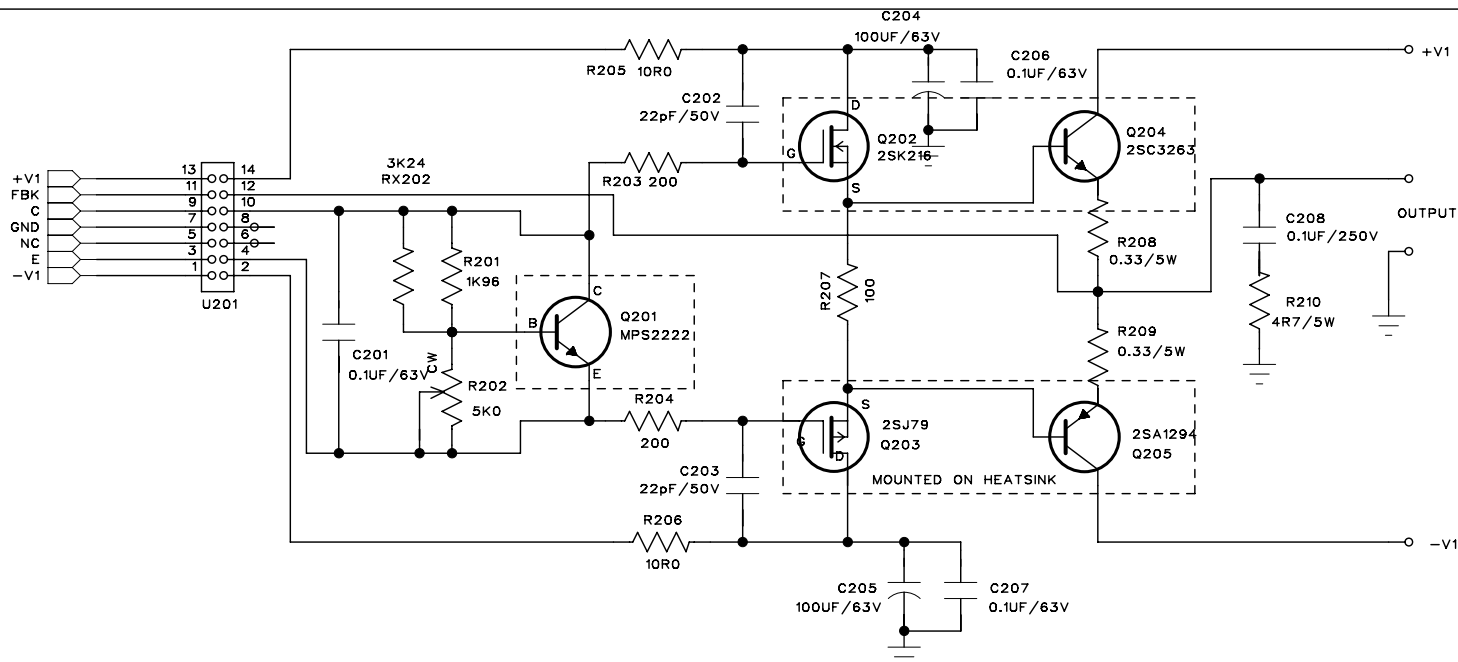 C204
100UF/63V
C206
0.1UF/63V
+V1
R205 10R0
C202
22pF/50V
D
Q202
2SK216
G
S
Q204
2SC3263
3K24
RX202
R203 200
13 14
11 12
9 10
7 8
5 6
3 4
1 2
+V1
FBK
C
GND
NC
E
-V1
U201
R201
1K96
C
B
E
Q201
MPS2222
C201
0.1UF/63V
CW
R202
5K0
R207
100
R208
0.33/5W
C208
0.1UF/250V
OUTPUT
R210
4R7/5W
R209
0.33/5W
R204
200
S
G
D
2SJ79
Q203
2SA1294
Q205
MOUNTED ON HEATSINK
C203
22pF/50V
R206
10R0
-V1
C205
100UF/63V
C207
0.1UF/63V